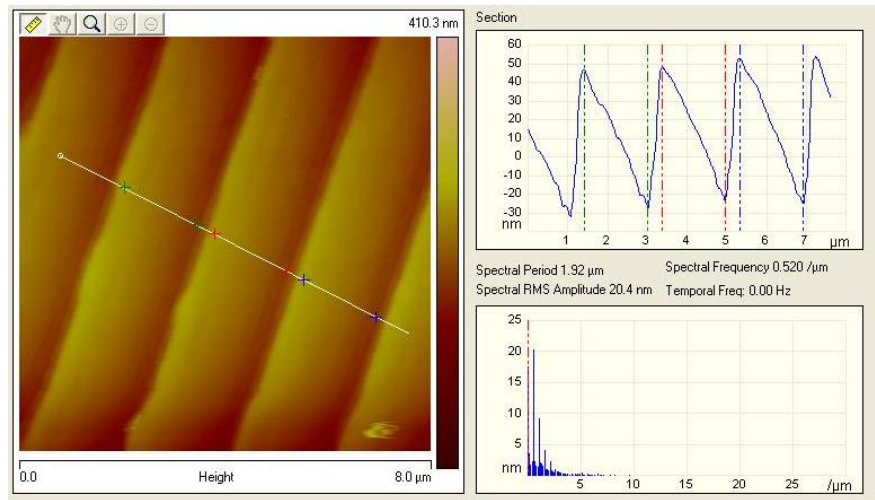 410.3 nm
0.0 Height 8.0 µm
Section
60
50
40
30
20
10
0
-10
-20
-30
nm
1 2 3 4 5 6 7 µm
Spectral Period 1.92 µm Spectral Frequency 0.520 /µm
Spectral RMS Amplitude 20.4 nm Temporal Freq: 0.00 Hz
25
20
15
10
5
nm
5 10 15 20 25 /µm